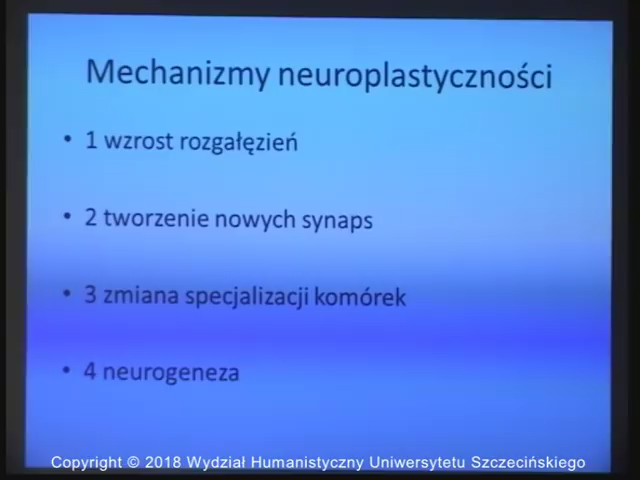 Mechanizmy neuroplastyczności
• 1 wzrost rozgałęzień
• 2 tworzenie nowych synaps
• 3 zmiana specjalizacji komórek
• 4 neurogeneza
Copyright © 2018 Wydział Humanistyczny Uniwersytetu Szczecińskiego